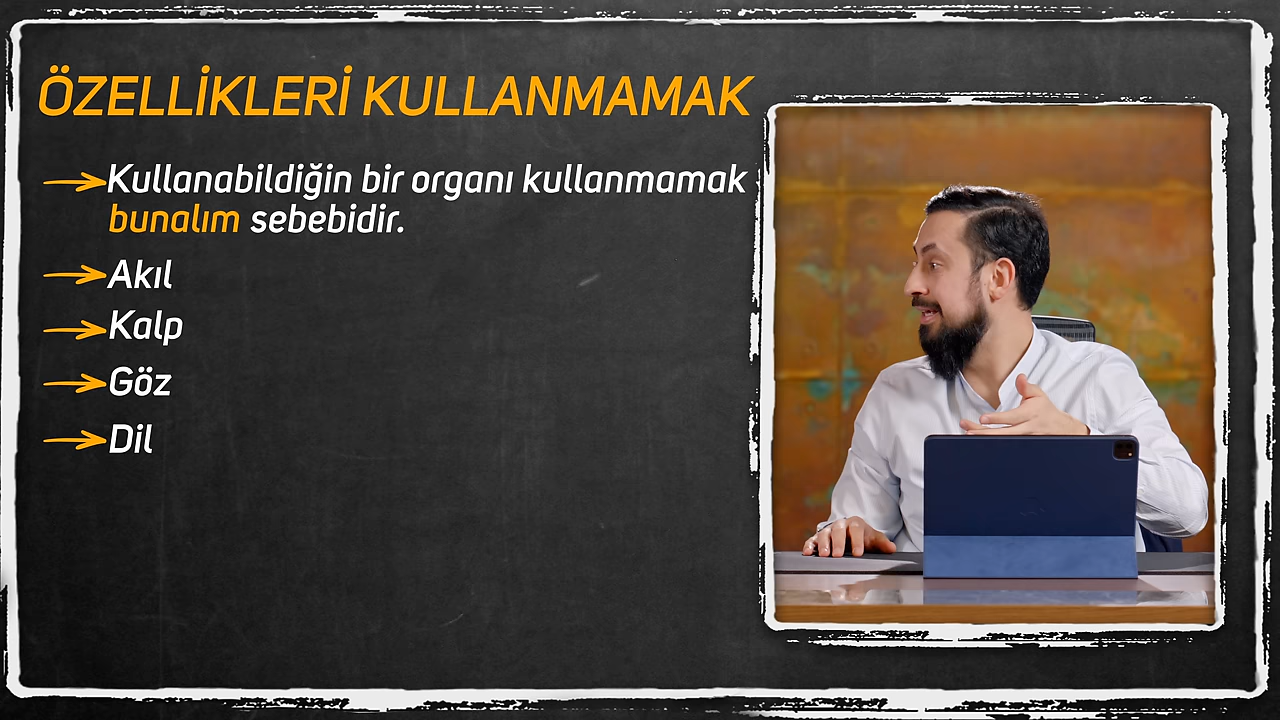 ÖZELLİKLERİ KULLANMAMAK
Kullanabildiğin bir organı kullanmamak
bunalım sebebidir.
Akıl
Kalp
Göz
Dil